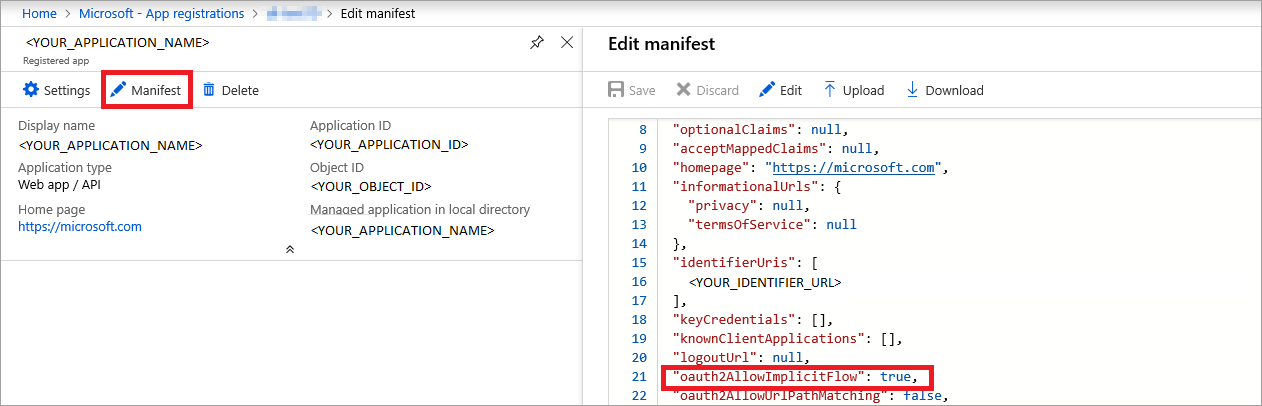 Home > Microsoft - App registrations > > Edit manifest
<YOUR_APPLICATION_NAME>
Registered app
Settings Manifest Delete
Display name
<YOUR_APPLICATION_NAME>
Application type
Web app / API
Home page
https://microsoft.com
Application ID
<YOUR_APPLICATION_ID>
Object ID
<YOUR_OBJECT_ID>
Managed application in local directory
<YOUR_APPLICATION_NAME>
Edit manifest
Save Discard Edit Upload Download
8 "optionalClaims": null,
9 "acceptMappedClaims": null,
10 "homepage": "https://microsoft.com",
11 "informationalUrls": {
12 "privacy": null,
13 "termsOfService": null
14 },
15 "identifierUris": [
16 <YOUR_IDENTIFIER_URL>
17 ],
18 "keyCredentials": [],
19 "knownClientApplications": [],
20 "logoutUrl": null,
21 "oauth2AllowImplicitFlow": true,
22 "oauth2AllowUrlPathMatching": false,